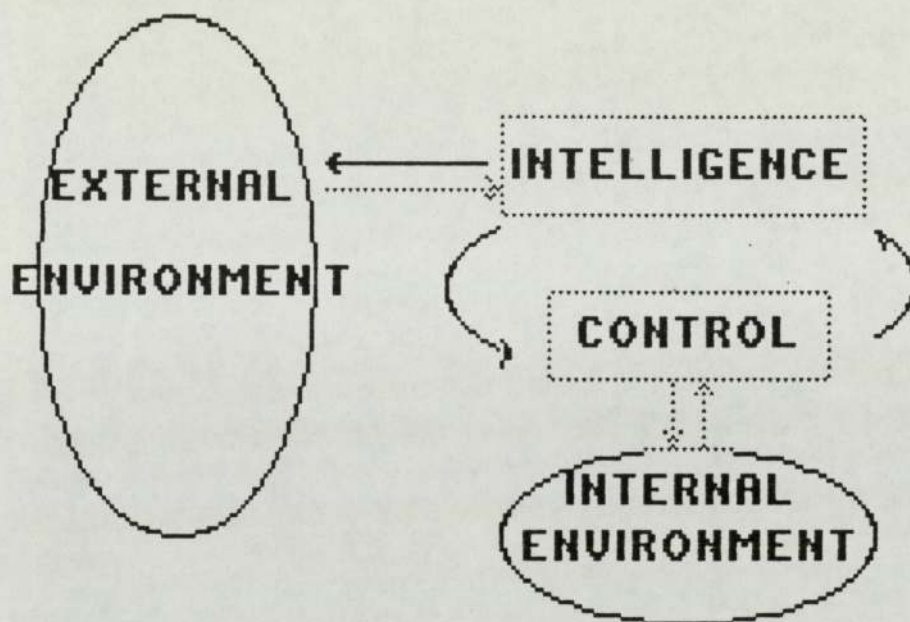 EXTERNAL
ENVIRONMENT
INTELLIGENCE
CONTROL
INTERNAL
ENVIRONMENT